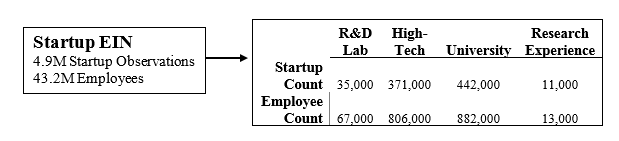 Startup EIN
4.9M Startup Observations
43.2M Employees
R&D Lab High-Tech University Research Experience
Startup Count 35,000 371,000 442,000 11,000
Employee Count 67,000 806,000 882,000 13,000